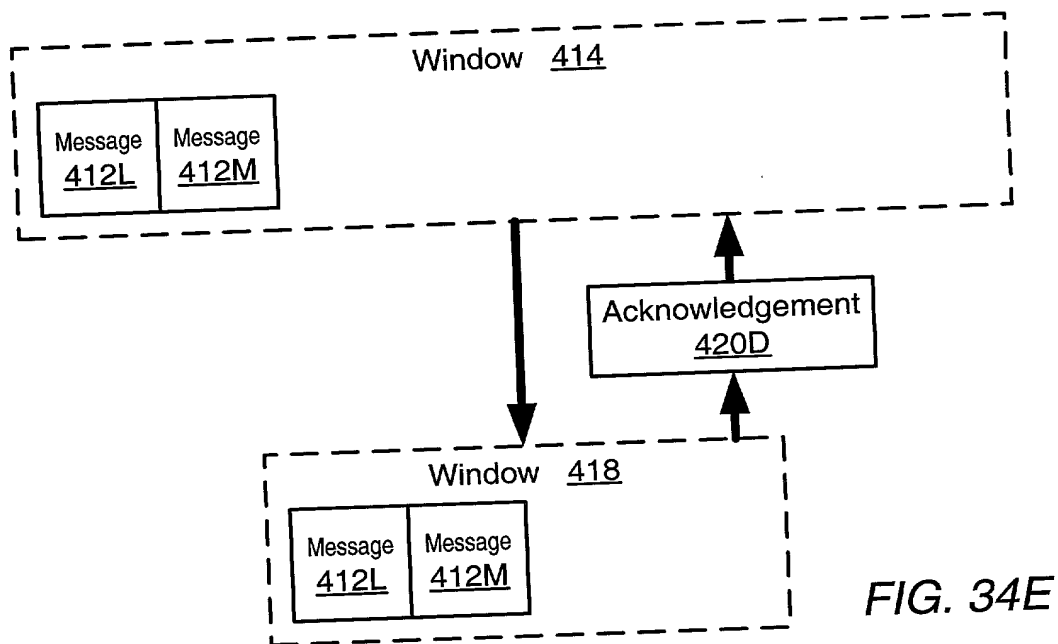 Window 414
Message
412L
Message
412M
Acknowledgement
420D
Window 418
Message
412L
Message
412M
FIG. 34E